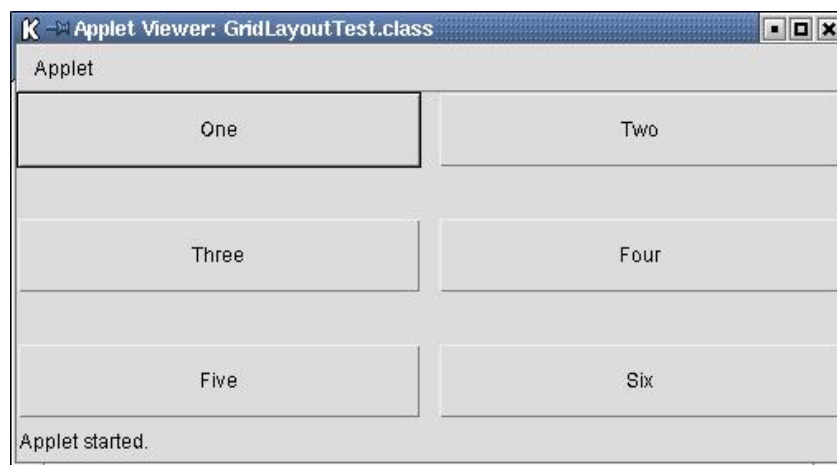 Applet Viewer: GridLayoutTest.class
Applet
One
Two
Three
Four
Five
Six
Applet started.